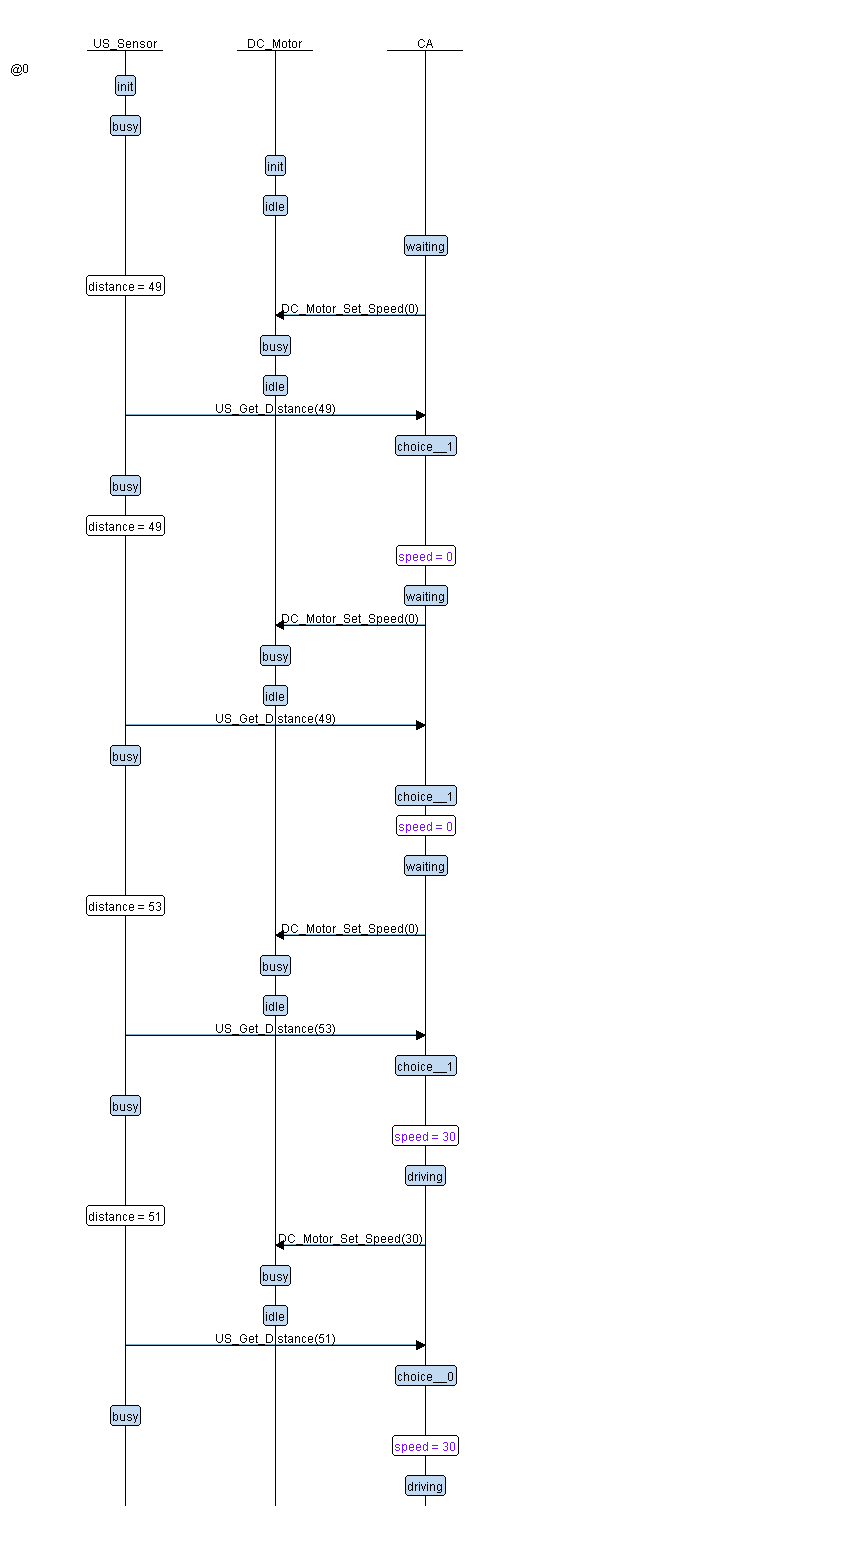 US_Sensor DC_Motor CA
@0
init
busy
init
idle
waiting
distance = 49
DC_Motor_Set_Speed(0)
busy
idle
US_Get_Distance(49)
choice__1
busy
distance = 49
speed = 0
waiting
DC_Motor_Set_Speed(0)
busy
idle
US_Get_Distance(49)
busy
choice__1
speed = 0
waiting
distance = 53
DC_Motor_Set_Speed(0)
busy
idle
US_Get_Distance(53)
choice__1
busy
speed = 30
driving
distance = 51
DC_Motor_Set_Speed(30)
busy
idle
US_Get_Distance(51)
choice__0
busy
speed = 30
driving